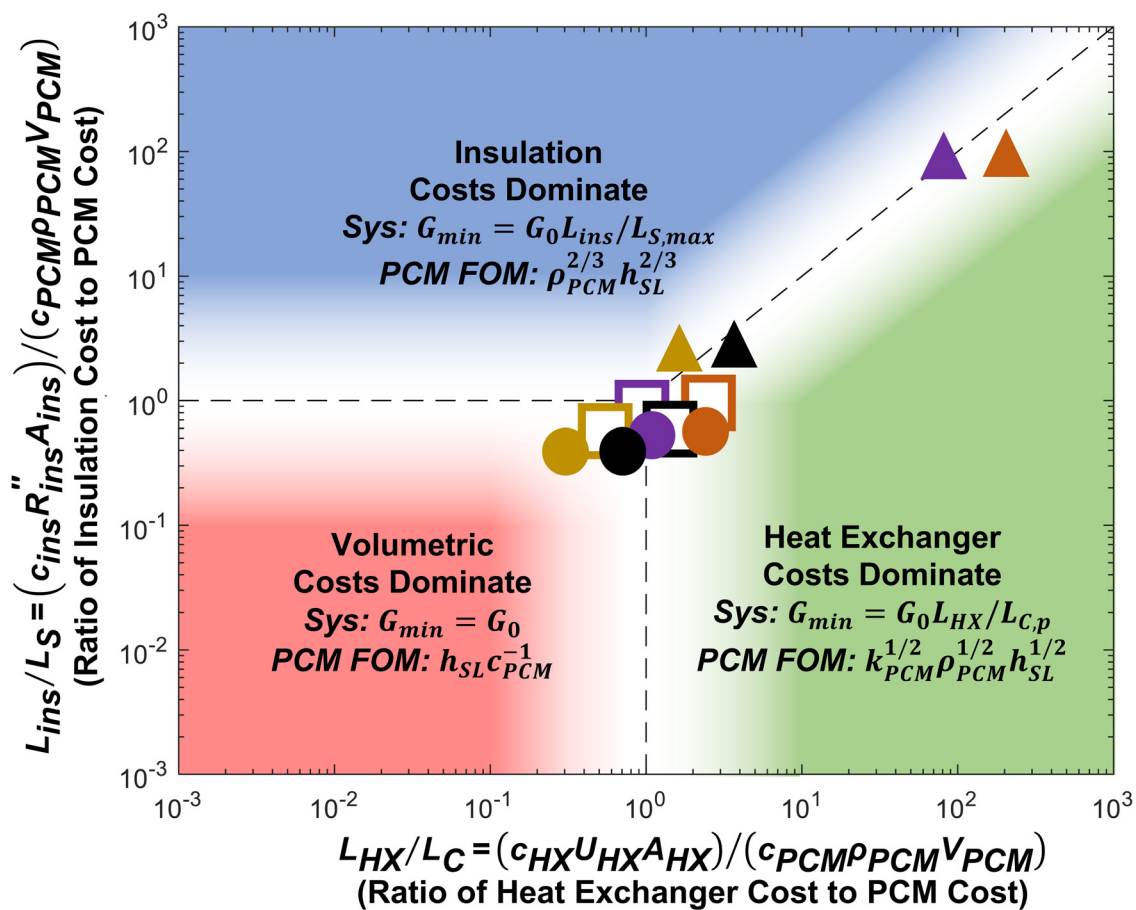 L_ins/L_S = (c_ins R''_ins A_ins)/(c_PCM ρ_PCM V_PCM)
(Ratio of Insulation Cost to PCM Cost)
10^3
10^2
10^1
10^0
10^-1
10^-2
10^-3
Insulation
Costs Dominate
Sys: G_min = G_0 L_ins/L_S,max
PCM FOM: ρ_PCM^2/3 h_SL^2/3
Volumetric
Costs Dominate
Sys: G_min = G_0
PCM FOM: h_SL c_PCM^-1
Heat Exchanger
Costs Dominate
Sys: G_min = G_0 L_HX/L_C,p
PCM FOM: k_PCM^1/2 ρ_PCM^1/2 h_SL^1/2
10^-3 10^-2 10^-1 10^0 10^1 10^2 10^3
L_HX/L_C = (c_HX U_HX A_HX)/(c_PCM ρ_PCM V_PCM)
(Ratio of Heat Exchanger Cost to PCM Cost)